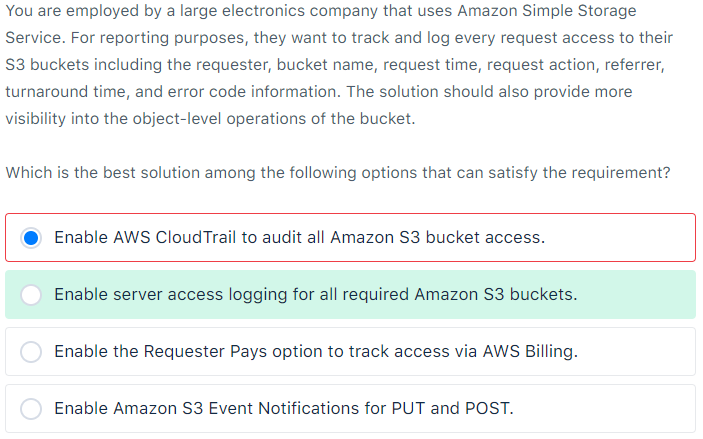 You are employed by a large electronics company that uses Amazon Simple Storage
Service. For reporting purposes, they want to track and log every request access to their
S3 buckets including the requester, bucket name, request time, request action, referrer,
turnaround time, and error code information. The solution should also provide more
visibility into the object-level operations of the bucket.
Which is the best solution among the following options that can satisfy the requirement?
Enable AWS CloudTrail to audit all Amazon S3 bucket access.
Enable server access logging for all required Amazon S3 buckets.
Enable the Requester Pays option to track access via AWS Billing.
Enable Amazon S3 Event Notifications for PUT and POST.